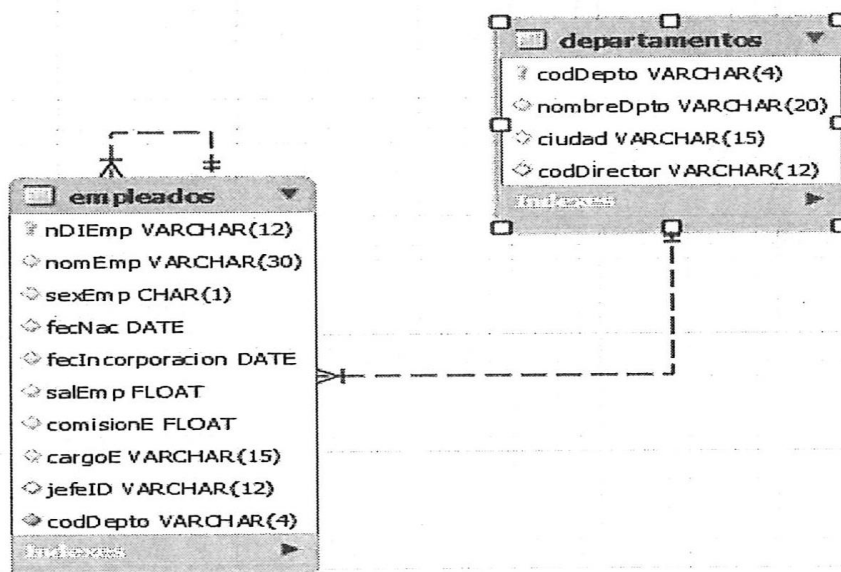 departamentos
codDepto VARCHAR(4)
nombreDpto VARCHAR(20)
ciudad VARCHAR(15)
codDirector VARCHAR(12)
Indexes
empleados
nDIEmp VARCHAR(12)
nomEmp VARCHAR(30)
sexEmp CHAR(1)
fecNac DATE
fecIncorporacion DATE
salEmp FLOAT
comisionE FLOAT
cargoE VARCHAR(15)
jefeID VARCHAR(12)
codDepto VARCHAR(4)
Indexes